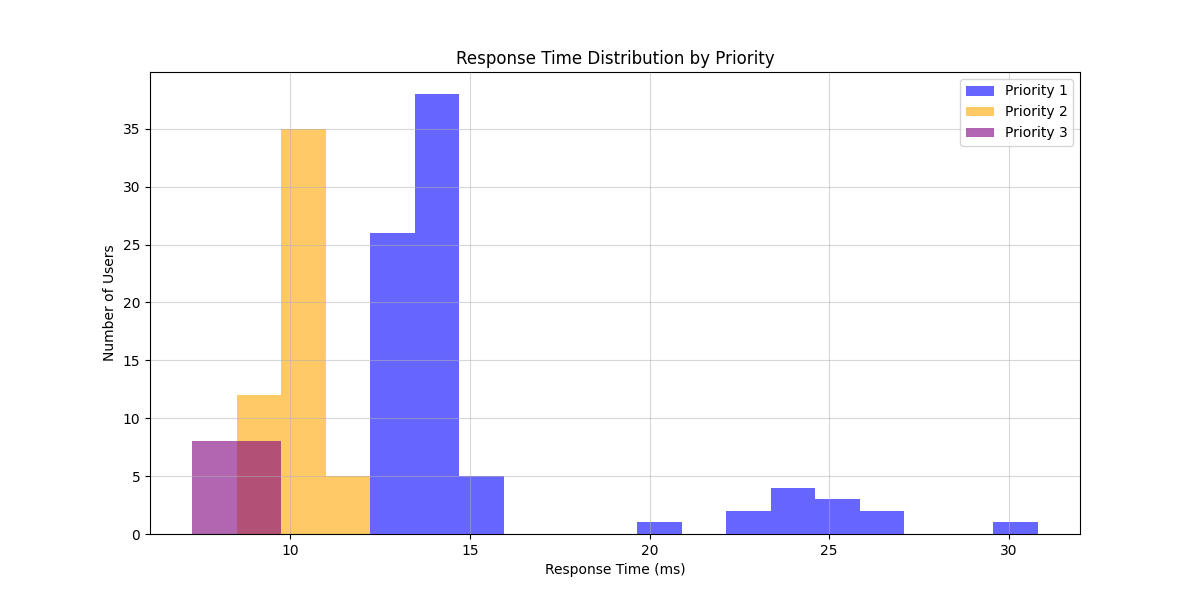 Response Time Distribution by Priority
Priority 1
Priority 2
Priority 3
Number of Users
35
30
25
20
15
10
5
0
10
15
20
25
30
Response Time (ms)